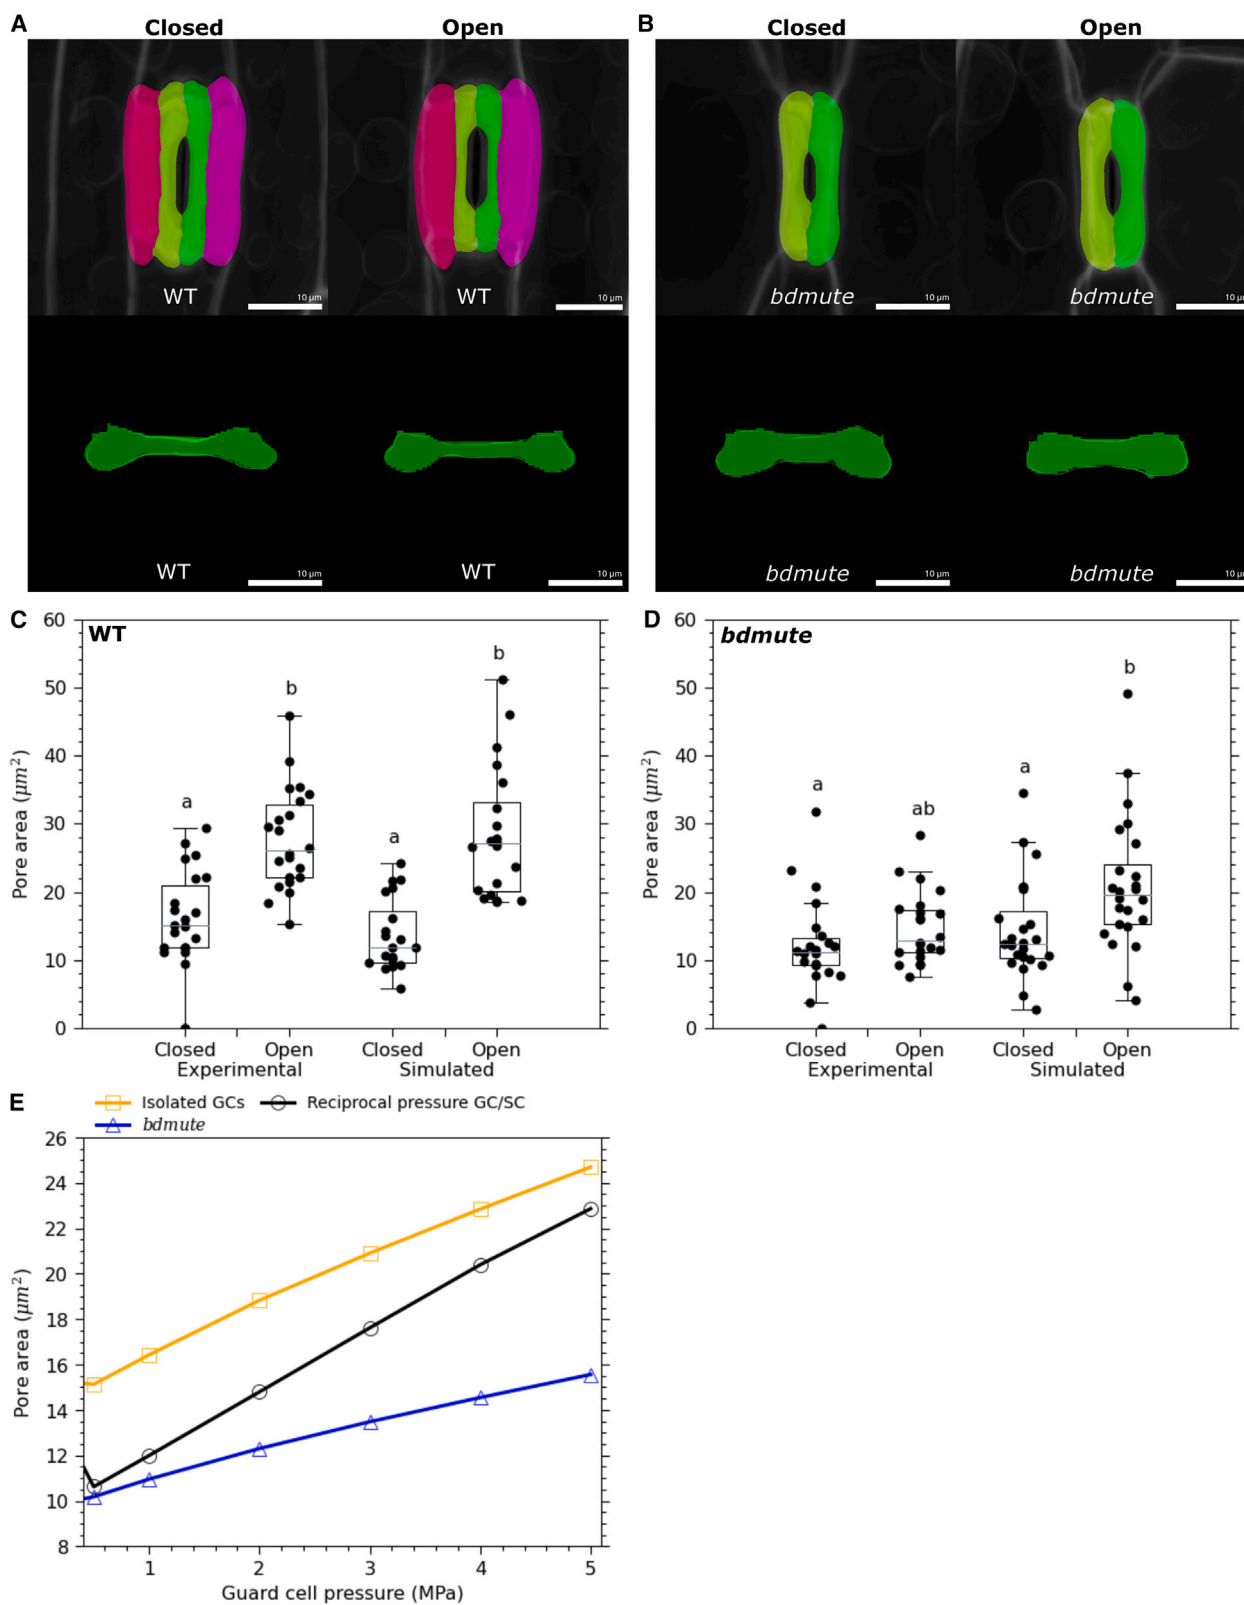 A
Closed
Open
B
Closed
Open
WT
10 µm
WT
10 µm
bdmute
10 µm
bdmute
10 µm
WT
10 µm
WT
10 µm
bdmute
10 µm
bdmute
10 µm
C
WT
60
50
40
30
20
10
0
Pore area (µm²)
a
b
a
b
Closed
Open
Closed
Open
Experimental
Simulated
D
bdmute
60
50
40
30
20
10
0
Pore area (µm²)
a
ab
a
b
Closed
Open
Closed
Open
Experimental
Simulated
E
Isolated GCs
Reciprocal pressure GC/SC
bdmute
26
24
22
20
18
16
14
12
10
8
Pore area (µm²)
1
2
3
4
5
Guard cell pressure (MPa)